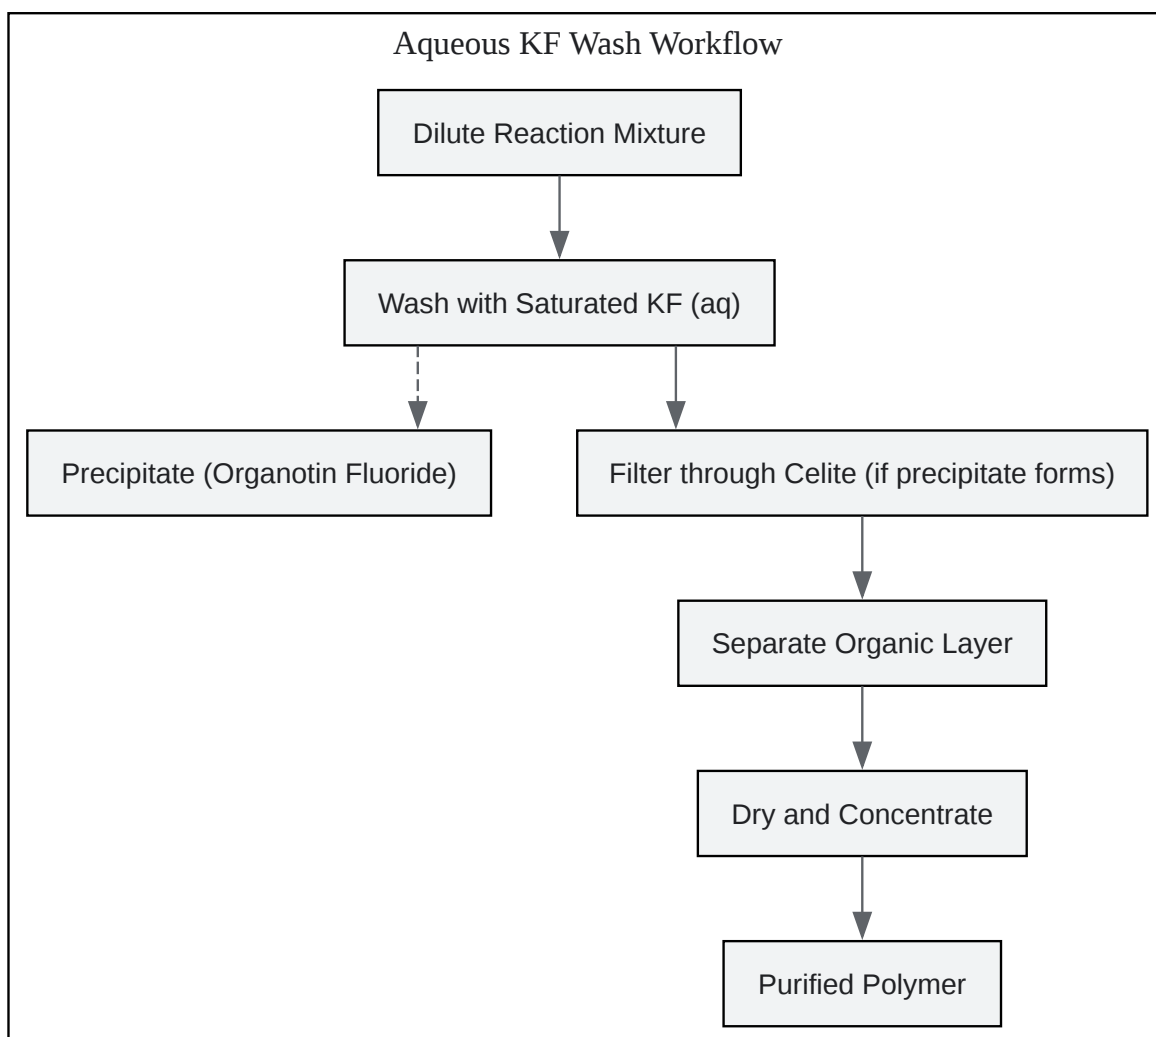 Aqueous KF Wash Workflow
Dilute Reaction Mixture
Wash with Saturated KF (aq)
Precipitate (Organotin Fluoride)
Filter through Celite (if precipitate forms)
Separate Organic Layer
Dry and Concentrate
Purified Polymer